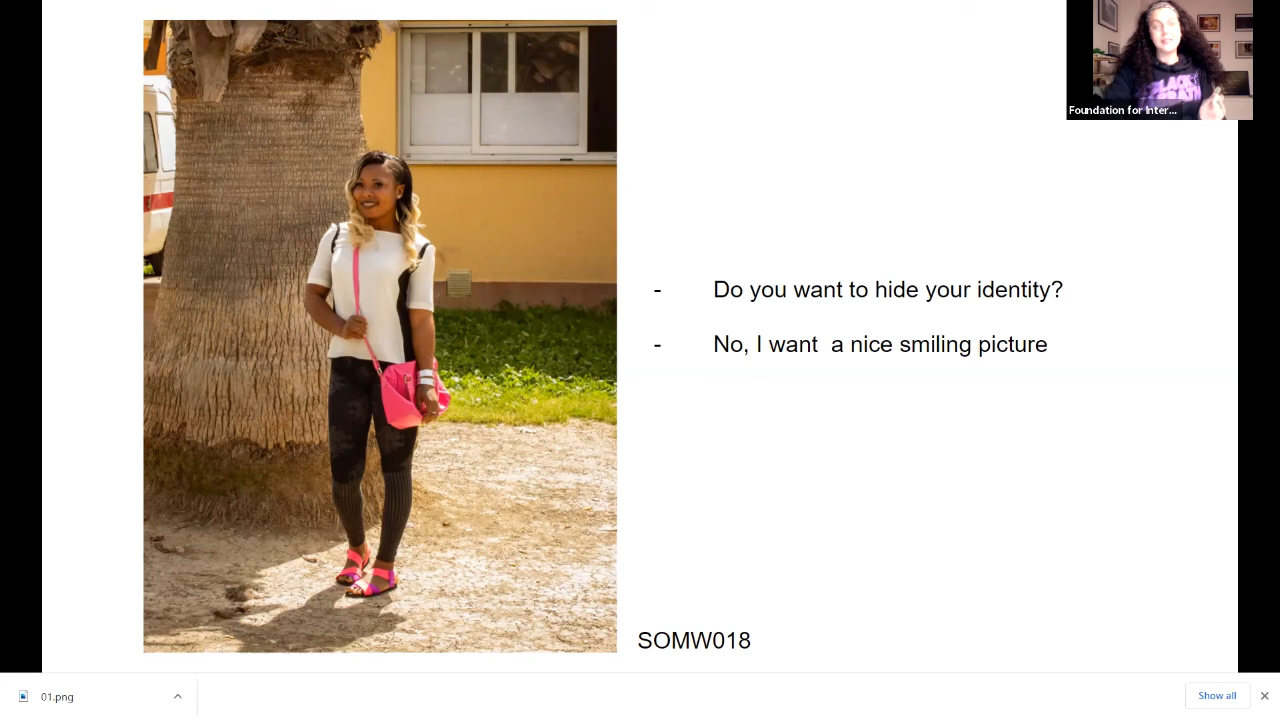 Foundation for Inter...
- Do you want to hide your identity?
- No, I want a nice smiling picture
SOMW018
01.png
Show all